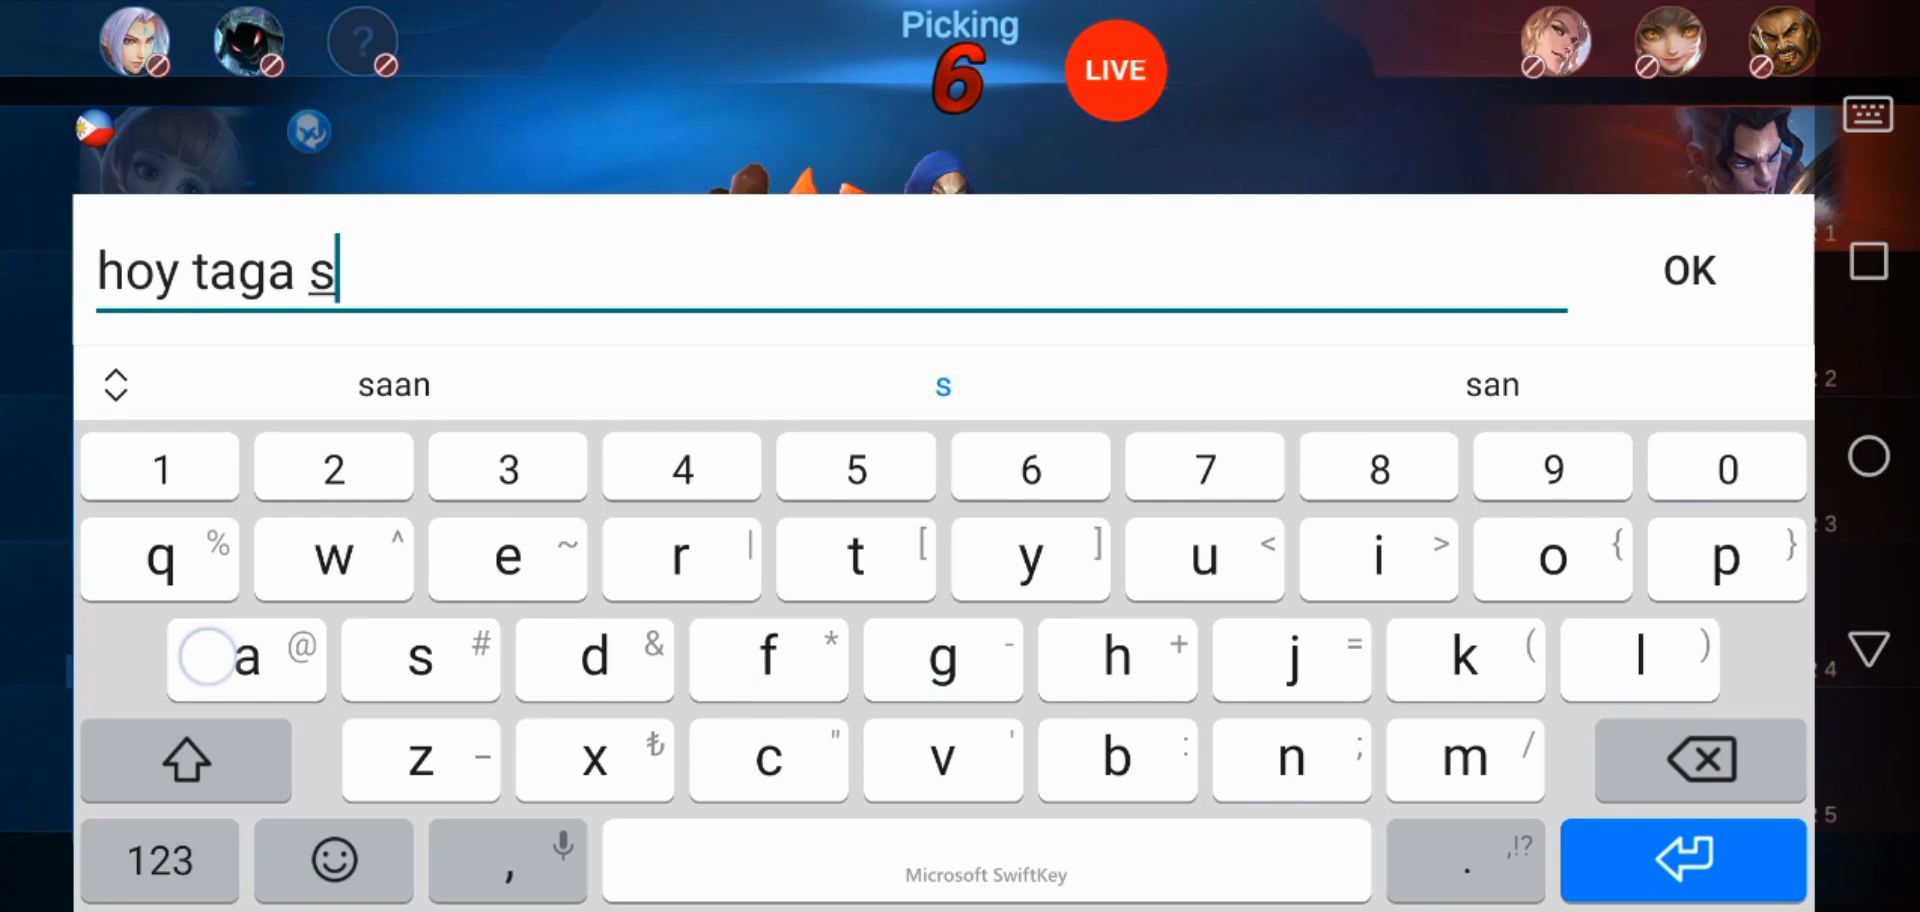 Picking
6
LIVE
?
hoy taga s
OK
saan s san
1 2 3 4 5 6 7 8 9 0
q % w ^ e ~ r | t [ y ] u < i > o { p }
a @ s # d & f * g - h + j = k ( l )
z _ x ₺ c " v ' b : n ; m /
123 , Microsoft SwiftKey . ,!?
1
2
3
4
5